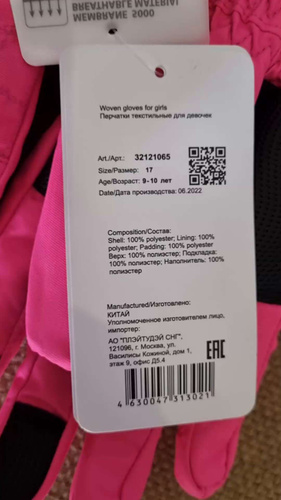 BREATHABLE MATERIAL
MEMBRANE 5000
Woven gloves for girls
Перчатки текстильные для девочек
Art./Арт.: 32121065
Size/Размер: 17
Age/Возраст: 9-10 лет
Date/Дата производства: 06.2022
Composition/Состав:
Shell: 100% polyester; Lining: 100%
polyester; Padding: 100% polyester
Верх: 100% полиэстер; Подкладка:
100% полиэстер; Наполнитель: 100%
полиэстер
Manufactured/Изготовлено:
КИТАЙ
Уполномоченное изготовителем лицо,
импортер:
АО "ПЛЭЙТУДЭЙ СНГ",
121096, г. Москва, ул.
Василисы Кожиной, дом 1,
этаж 9, офис Д5.4
EAC
4 630047 313021